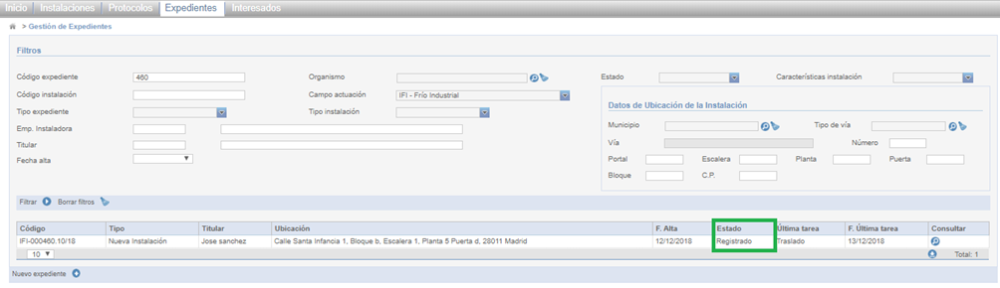 Inicio Instalaciones Protocolos Expedientes Interesados
> Gestión de Expedientes
Filtros
Código expediente 460 Organismo Estado Características instalación
Código instalación Campo actuación IFI - Frío Industrial
Datos de Ubicación de la Instalación
Tipo expediente Tipo instalación
Municipio Tipo de vía
Emp. Instaladora
Vía Número
Titular
Portal Escalera Planta Puerta
Fecha alta
Bloque C.P.
Filtrar Borrar filtros
Código Tipo Titular Ubicación F. Alta Estado Última tarea F. Última tarea Consultar
IFI-000460.10/18 Nueva Instalación Jose sanchez Calle Santa Infancia 1, Bloque b, Escalera 1, Planta 5 Puerta d, 28011 Madrid 12/12/2018 Registrado Traslado 13/12/2018
10 Total: 1
Nuevo expediente